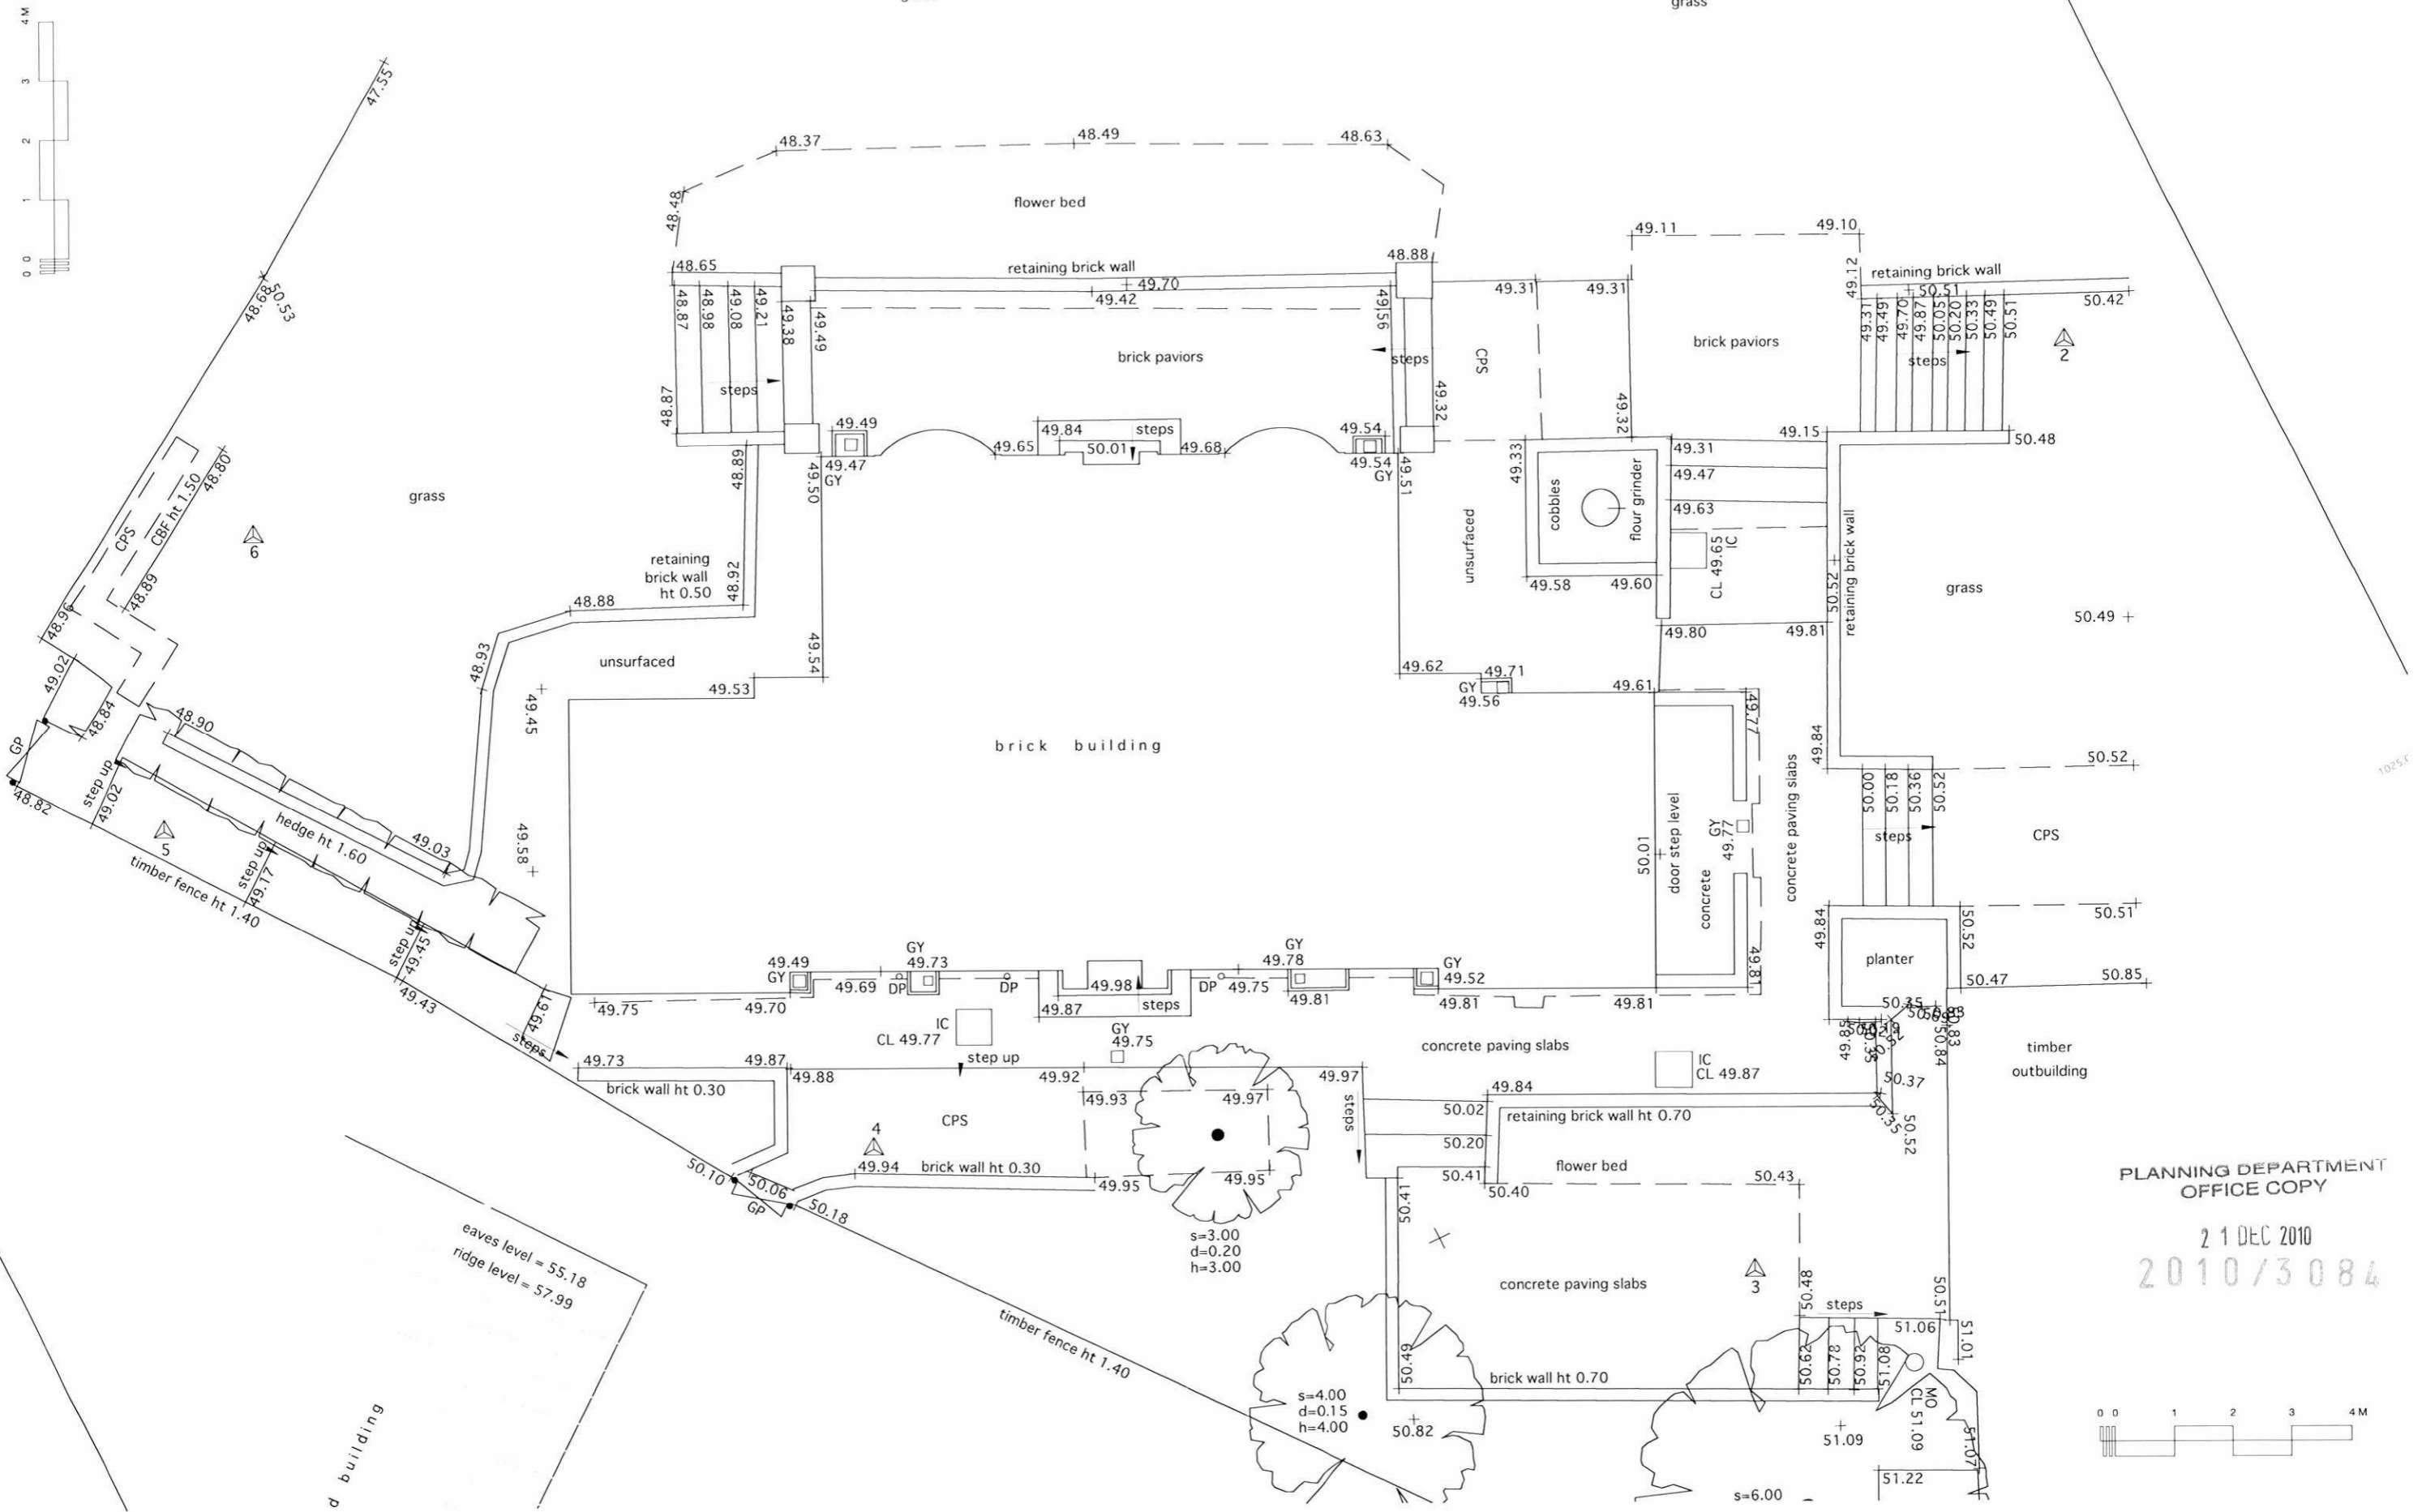 grass
4 M
3
2
1
0 0
47.55
48.68
50.53
48.37
48.49
48.63
48.48
flower bed
48.65
retaining brick wall
49.70
49.42
48.88
48.87
48.98
49.08
49.21
49.38
49.49
49.56
brick paviors
steps
steps
48.87
49.32
CPS
49.31
49.31
49.11
49.10
49.12
retaining brick wall
50.51
50.42
49.31
49.49
49.70
49.87
50.05
50.20
50.33
50.49
50.51
brick paviors
steps
2
49.32
49.15
50.48
49.49
49.47
GY
49.65
49.84
steps
50.01
49.68
49.54
49.54
GY
49.50
49.51
48.89
48.92
grass
48.80
CBF ht 1.50
CPS
6
48.89
48.96
retaining
brick wall
ht 0.50
48.88
48.93
unsurfaced
49.54
49.53
49.45
49.58
unsurfaced
49.33
cobbles
flour grinder
49.31
49.47
49.63
CL 49.65
IC
49.58
49.60
49.80
49.81
50.52
retaining brick wall
grass
50.49
49.62
49.71
GY
49.56
49.61
49.77
brick building
49.02
48.84
GP
48.82
48.90
step up
49.02
5
hedge ht 1.60
49.03
timber fence ht 1.40
step up
49.17
step up
49.45
49.43
49.61
steps
50.01
door step level
concrete
GY
49.77
concrete paving slabs
49.84
50.52
50.00
50.18
50.36
50.52
steps
CPS
50.51
49.81
49.84
50.52
planter
50.47
50.85
49.49
GY
GY
49.73
49.69
DP
DP
49.98
49.87
steps
DP
49.75
GY
49.78
49.81
GY
49.52
49.81
49.81
49.75
49.70
IC
CL 49.77
GY
49.75
step up
concrete paving slabs
IC
CL 49.87
50.35
49.85
50.83
50.84
50.37
50.35
50.52
timber
outbuilding
49.73
49.87
49.88
49.92
49.97
brick wall ht 0.30
49.93
49.97
CPS
4
49.94
brick wall ht 0.30
49.95
49.95
steps
49.84
50.02
retaining brick wall ht 0.70
50.20
50.41
50.40
flower bed
50.43
50.41
50.10
50.06
GP
50.18
s=3.00
d=0.20
h=3.00
eaves level = 55.18
ridge level = 57.99
timber fence ht 1.40
concrete paving slabs
3
50.48
steps
50.51
51.06
51.01
50.62
50.78
50.92
51.08
50.49
brick wall ht 0.70
s=4.00
d=0.15
h=4.00
50.82
51.09
MO
CL 51.09
51.07
51.22
s=6.00
d building
PLANNING DEPARTMENT
OFFICE COPY
21 DEC 2010
2010/3084
0 0 1 2 3 4 M